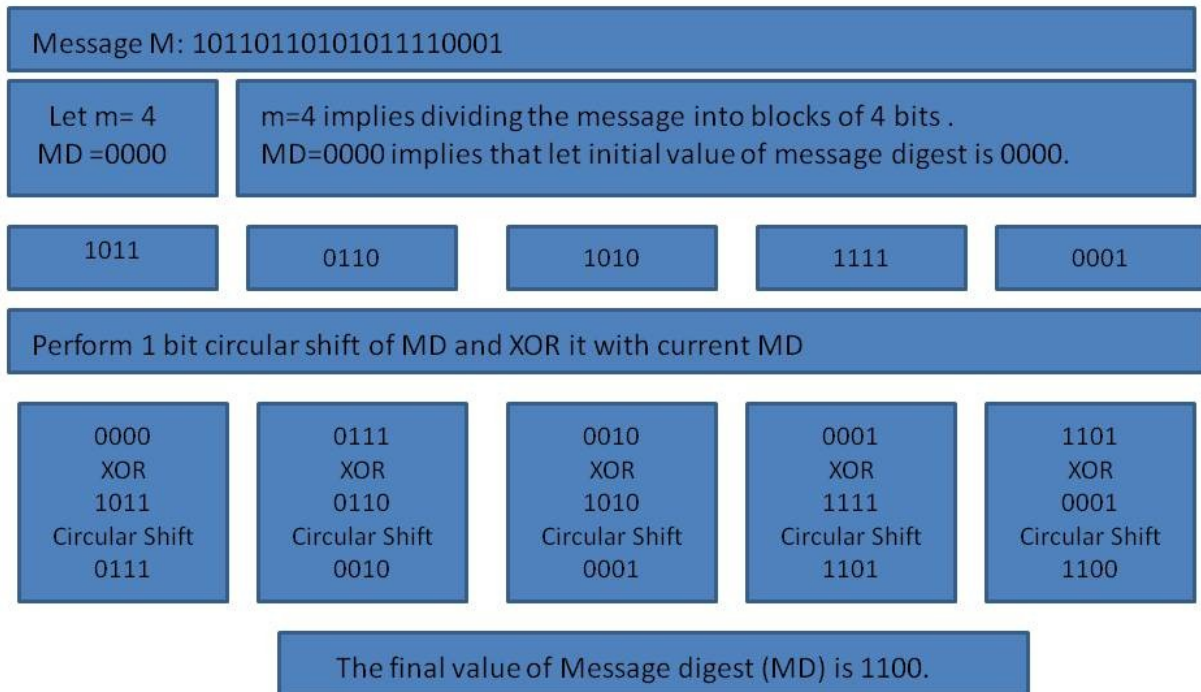 Message M: 10110110101011110001
Let m= 4
MD =0000
m=4 implies dividing the message into blocks of 4 bits .
MD=0000 implies that let initial value of message digest is 0000.
1011
0110
1010
1111
0001
Perform 1 bit circular shift of MD and XOR it with current MD
0000
XOR
1011
Circular Shift
0111
0111
XOR
0110
Circular Shift
0010
0010
XOR
1010
Circular Shift
0001
0001
XOR
1111
Circular Shift
1101
1101
XOR
0001
Circular Shift
1100
The final value of Message digest (MD) is 1100.